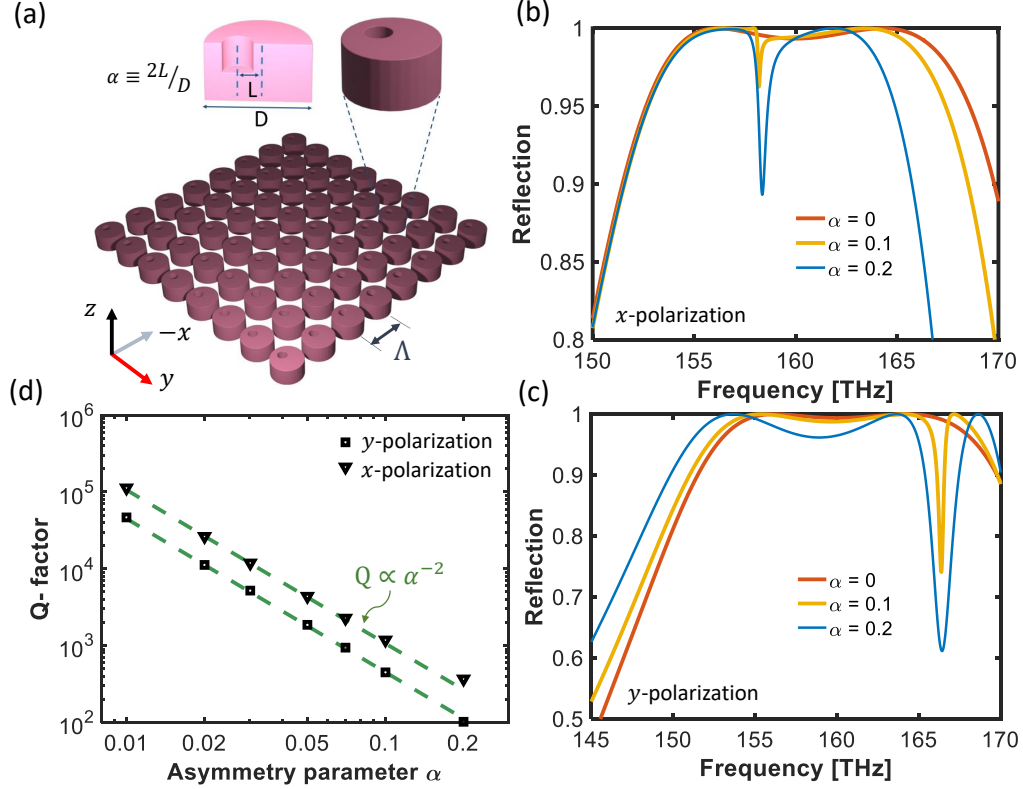 (a)
α ≡ 2L/D
L
D
z
−x
y
Λ
(b)
Reflection
1
0.95
0.9
0.85
0.8
α = 0
α = 0.1
α = 0.2
x-polarization
150 155 160 165 170
Frequency [THz]
(d)
Q-factor
10^6
10^5
10^4
10^3
10^2
y-polarization
x-polarization
Q ∝ α^−2
0.01 0.02 0.05 0.1 0.2
Asymmetry parameter α
(c)
Reflection
1
0.9
0.8
0.7
0.6
0.5
α = 0
α = 0.1
α = 0.2
y-polarization
145 150 155 160 165 170
Frequency [THz]